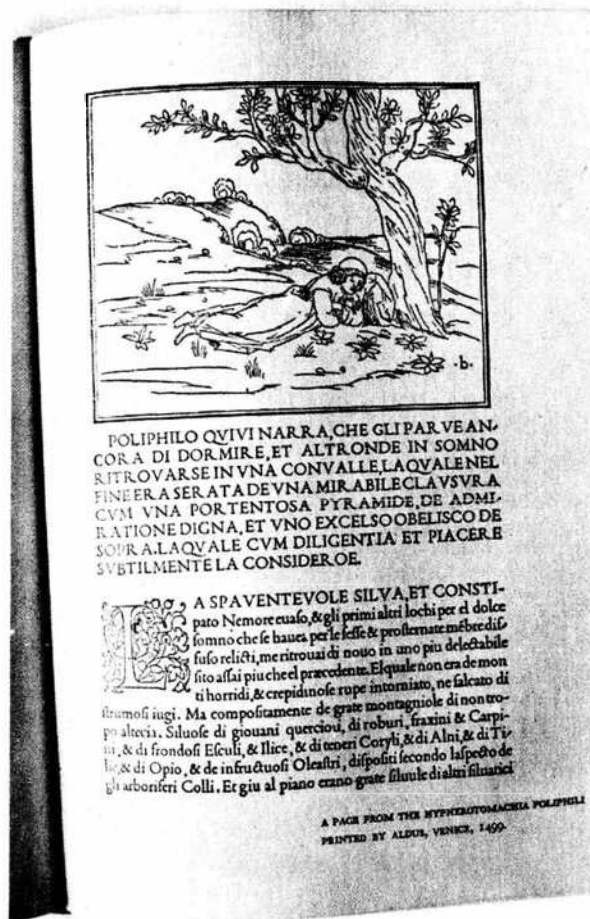 ·b·
POLIPHILO QVIVI NARRA, CHE GLI PARVE AN-
CORA DI DORMIRE, ET ALTRONDE IN SOMNO
RITROVARSE IN VNA CONVALLE, LAQVALE NEL
FINE ERA SERATA DE VNA MIRABILE CLAVSVRA
CVM VNA PORTENTOSA PYRAMIDE, DE ADMI-
RATIONE DIGNA, ET VNO EXCELSO OBELISCO DE
SOPRA. LAQVALE CVM DILIGENTIA ET PIACERE
SVBTILMENTE LA CONSIDEROE.
LA SPAVENTEVOLE SILVA, ET CONSTI-
pato Nemore euaso, & gli primi altri lochi per el dolce
somno che se hauea per le fesse & prosternate mẽbre dif-
fuso relicti, me ritrouai di nouo in uno piu delectabile
sito assai piu che el præcedente. El quale non era de mon
ti horridi, & crepidinose rupe intorniato, ne falcato di
strumosi iugi. Ma compositamente de grate montagniole di non tro-
po altecia. Siluose di giouani quercioli, di roburi, fraxini & Carpi-
ni, & di frondosi Esculi, & Ilice, & di teneri Coryli, & di Alni, & di Ti-
lie, & di Opio, & de infructuosi Oleastri, dispositi secondo laspecto de
gli arboriferi Colli. Et giu al piano erano grate siluule di altri siluatici
A PAGE FROM THE HYPNEROTOMACHIA POLIPHILI
PRINTED BY ALDUS, VENICE, 1499.